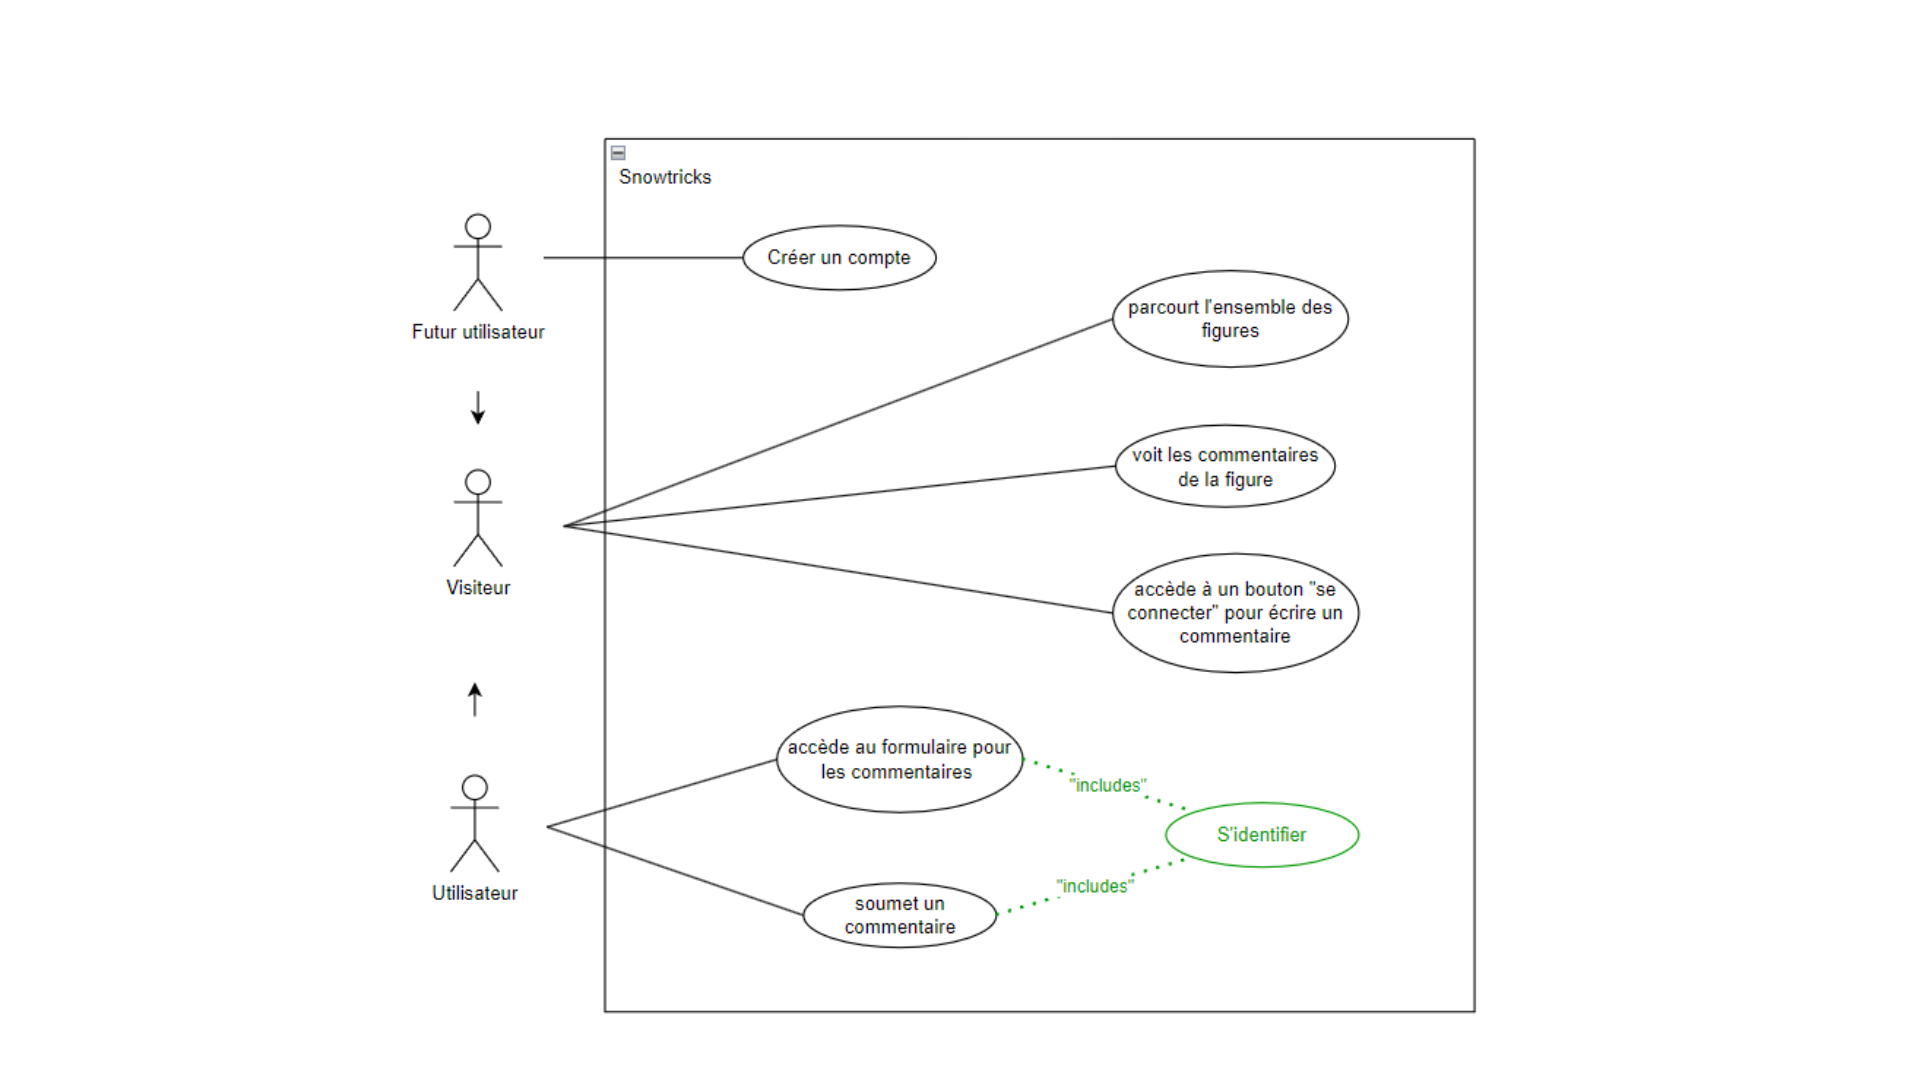 Snowtricks
Créer un compte
Futur utilisateur
parcourt l'ensemble des
figures
voit les commentaires
de la figure
Visiteur
accède à un bouton "se
connecter" pour écrire un
commentaire
accède au formulaire pour
les commentaires
"includes"
S'identifier
"includes"
Utilisateur
soumet un
commentaire